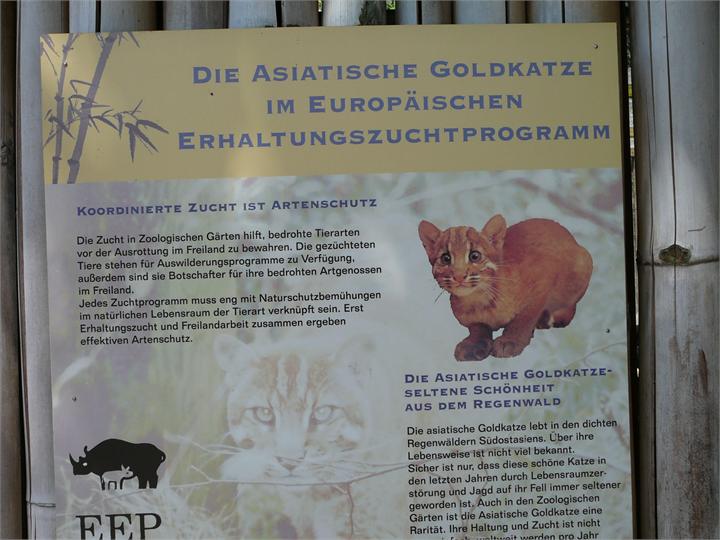 DIE ASIATISCHE GOLDKATZE
IM EUROPÄISCHEN
ERHALTUNGSZUCHTPROGRAMM
KOORDINIERTE ZUCHT IST ARTENSCHUTZ
Die Zucht in Zoologischen Gärten hilft, bedrohte Tierarten
vor der Ausrottung im Freiland zu bewahren. Die gezüchteten
Tiere stehen für Auswilderungsprogramme zu Verfügung,
außerdem sind sie Botschafter für ihre bedrohten Artgenossen
im Freiland.
Jedes Zuchtprogramm muss eng mit Naturschutzbemühungen
im natürlichen Lebensraum der Tierart verknüpft sein. Erst
Erhaltungszucht und Freilandarbeit zusammen ergeben
effektiven Artenschutz.
DIE ASIATISCHE GOLDKATZE-
SELTENE SCHÖNHEIT
AUS DEM REGENWALD
Die asiatische Goldkatze lebt in den dichten
Regenwäldern Südostasiens. Über ihre
Lebensweise ist nicht viel bekannt.
Sicher ist nur, dass diese schöne Katze in
den letzten Jahren durch Lebensraumzer-
störung und Jagd auf ihr Fell immer seltener
geworden ist. Auch in den Zoologischen
Gärten ist die Asiatische Goldkatze eine
Rarität. Ihre Haltung und Zucht ist nicht
weltweit werden pro Jahr
EEP